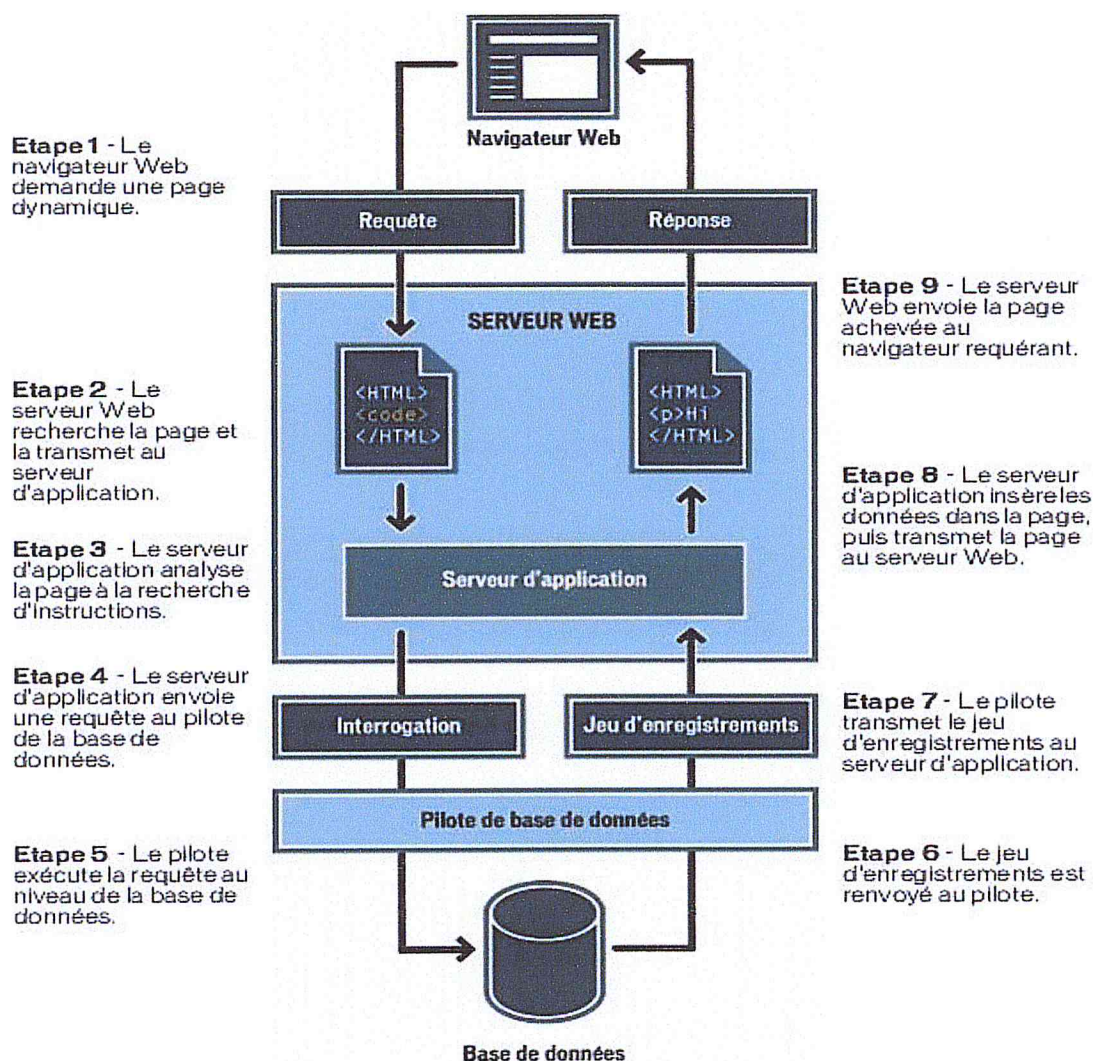 Navigateur Web
Etape 1 - Le
navigateur Web
demande une page
dynamique.
Requête
Réponse
SERVEUR WEB
<HTML>
<code>
</HTML>
<HTML>
<p>Hi
</HTML>
Etape 2 - Le
serveur Web
recherche la page et
la transmet au
serveur
d'application.
Etape 3 - Le serveur
d'application analyse
la page à la recherche
d'instructions.
Serveur d'application
Etape 4 - Le serveur
d'application envoie
une requête au pilote
de la base de
données.
Interrogation
Jeu d'enregistrements
Pilote de base de données
Etape 5 - Le pilote
exécute la requête au
niveau de la base de
données.
Base de données
Etape 6 - Le jeu
d'enregistrements est
renvoyé au pilote.
Etape 7 - Le pilote
transmet le jeu
d'enregistrements au
serveur d'application.
Etape 8 - Le serveur
d'application insère les
données dans la page,
puis transmet la page
au serveur Web.
Etape 9 - Le serveur
Web envoie la page
achevée au
navigateur requérant.